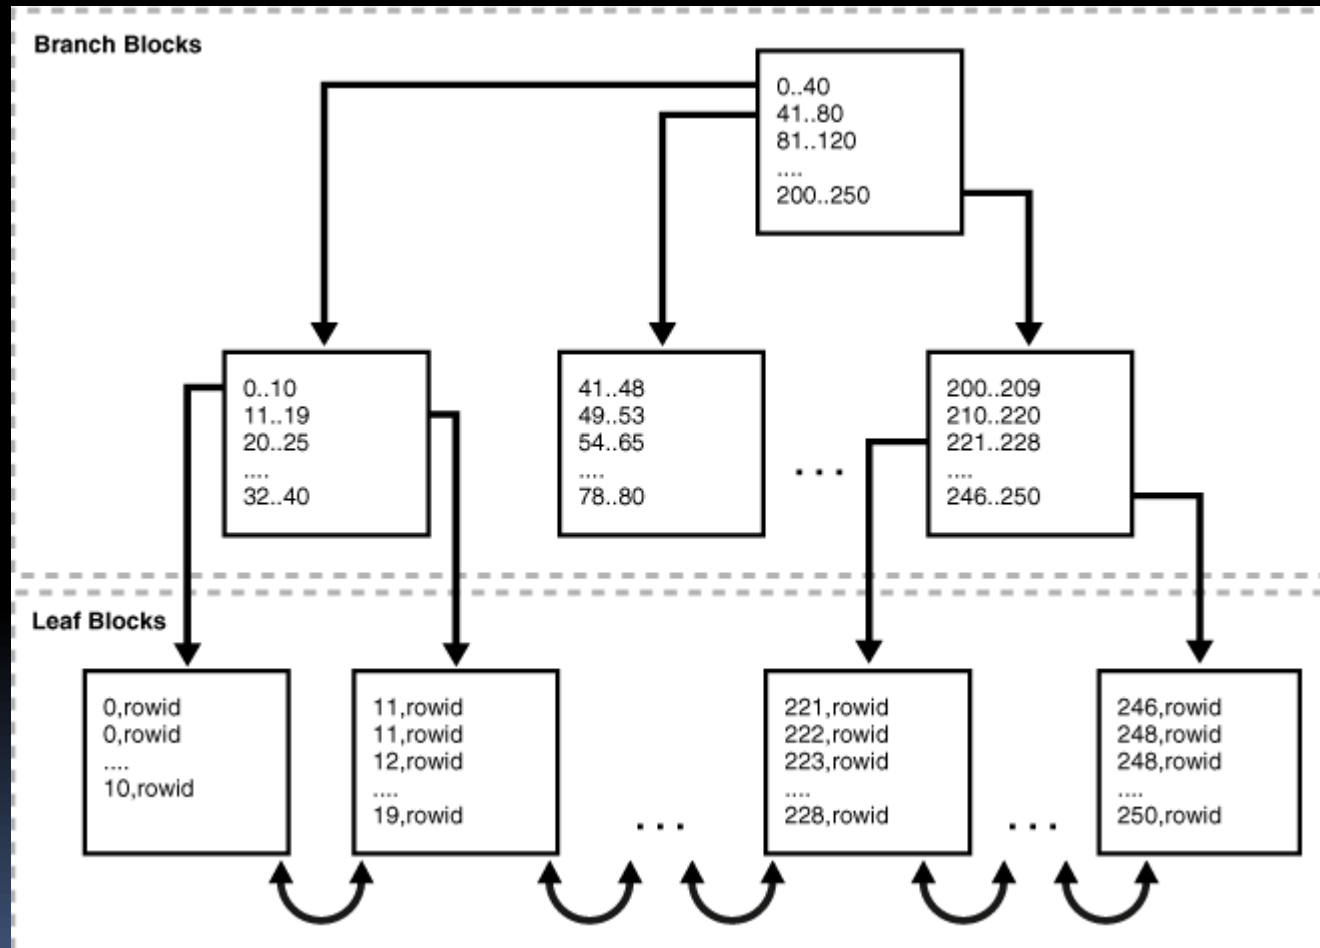 Branch Blocks
0..40
41..80
81..120
....
200..250
0..10
11..19
20..25
....
32..40
41..48
49..53
54..65
....
78..80
...
200..209
210..220
221..228
....
246..250
Leaf Blocks
0,rowid
0,rowid
....
10,rowid
11,rowid
11,rowid
12,rowid
....
19,rowid
...
221,rowid
222,rowid
223,rowid
....
228,rowid
...
246,rowid
248,rowid
248,rowid
....
250,rowid